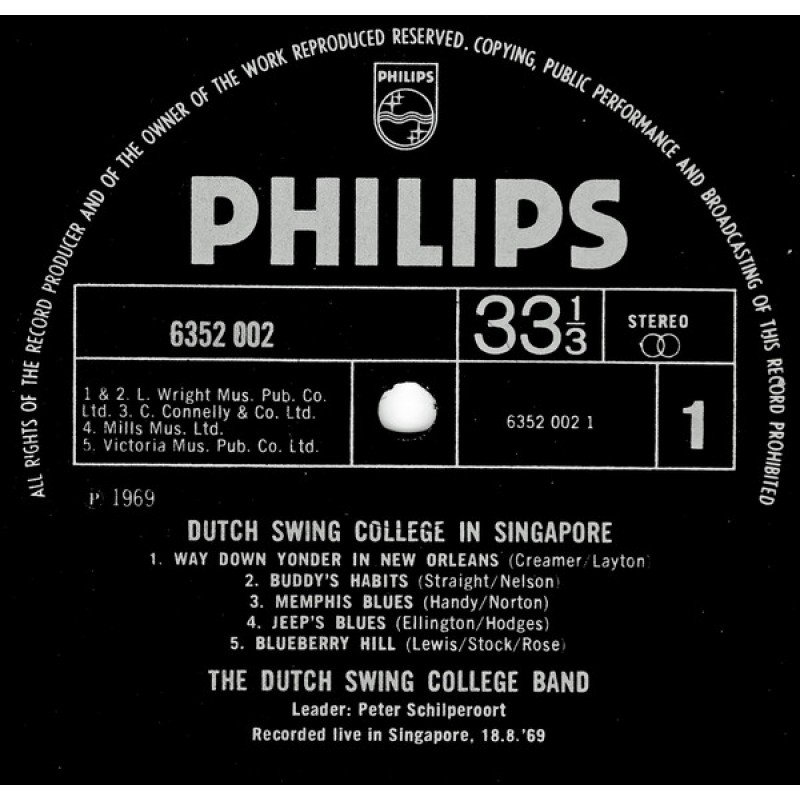 ALL RIGHTS OF THE RECORD PRODUCER AND OF THE OWNER OF THE WORK REPRODUCED RESERVED. COPYING, PUBLIC PERFORMANCE AND BROADCASTING OF THIS RECORD PROHIBITED
PHILIPS
PHILIPS
6352 002
33⅓
STEREO
1 & 2. L. Wright Mus. Pub. Co.
Ltd. 3. C. Connelly & Co. Ltd.
4. Mills Mus. Ltd.
5. Victoria Mus. Pub. Co. Ltd.
6352 002 1
1
P 1969
DUTCH SWING COLLEGE IN SINGAPORE
1. WAY DOWN YONDER IN NEW ORLEANS (Creamer/Layton)
2. BUDDY'S HABITS (Straight/Nelson)
3. MEMPHIS BLUES (Handy/Norton)
4. JEEP'S BLUES (Ellington/Hodges)
5. BLUEBERRY HILL (Lewis/Stock/Rose)
THE DUTCH SWING COLLEGE BAND
Leader: Peter Schilperoort
Recorded live in Singapore, 18.8.'69